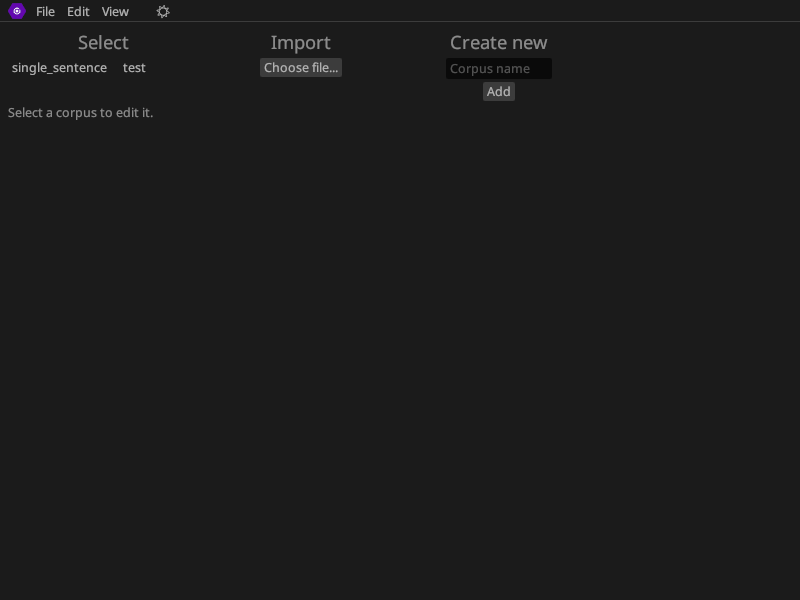 File Edit View
Select
single_sentence test
Import
Choose file...
Create new
Corpus name
Add
Select a corpus to edit it.